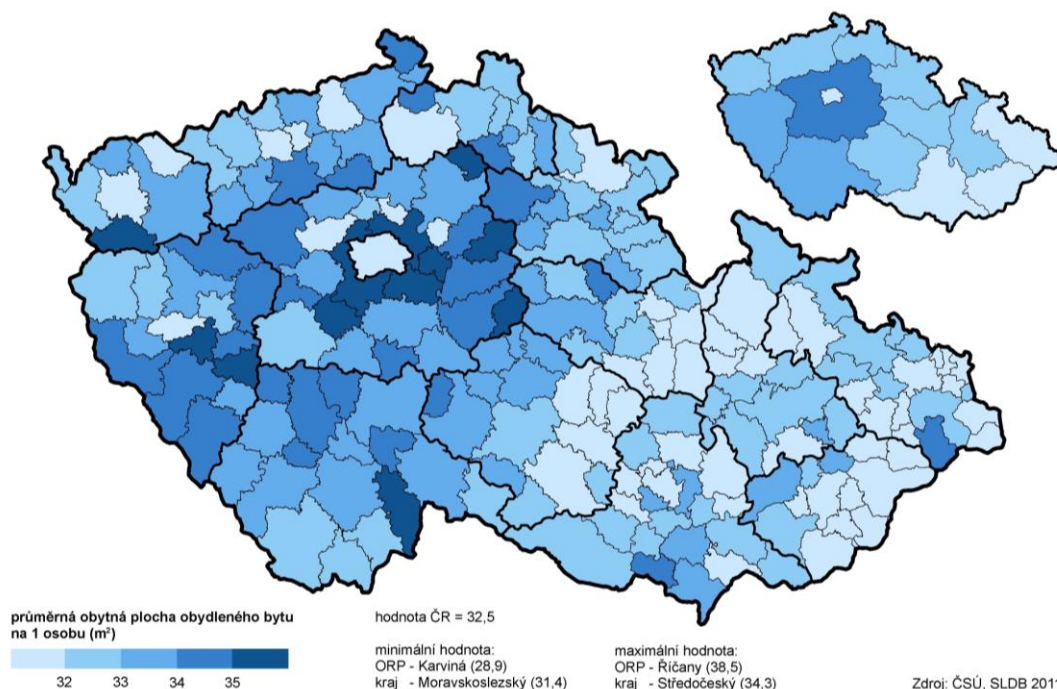 průměrná obytná plocha obydleného bytu
na 1 osobu (m²)
32 33 34 35
hodnota ČR = 32,5
minimální hodnota:
ORP - Karviná (28,9)
kraj - Moravskoslezský (31,4)
maximální hodnota:
ORP - Říčany (38,5)
kraj - Středočeský (34,3)
Zdroj: ČSÚ, SLDB 2011